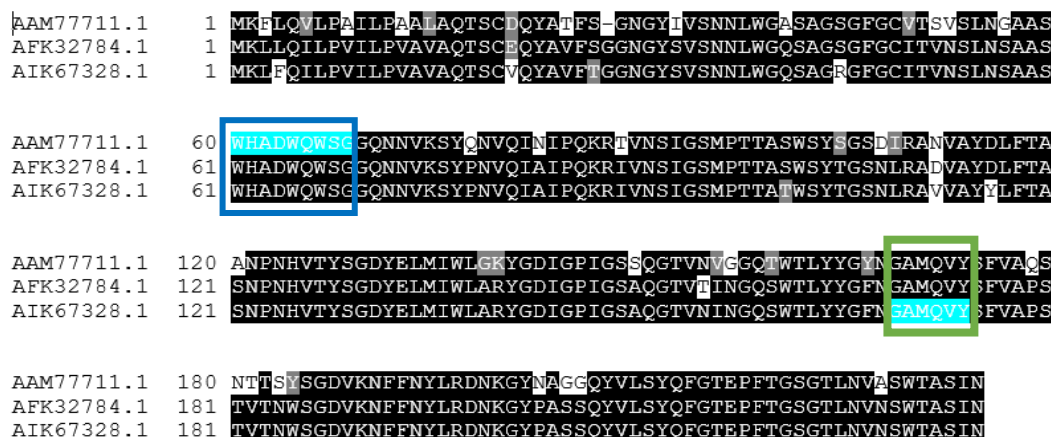 AAM77711.1 1 MKFLQVLPAILPAALAQTSCDQYATFS-GNGYIVSNNLWGASAGSGFGCVTSVSLNGAAS
AFK32784.1 1 MKLLQILPVILPVAVAQTSCEQYAVFSGGNGYSVSNNLWGQSAGSGFGCITVNSLNSAAS
AIK67328.1 1 MKLFQILPVILPVAVAQTSCVQYAVFTGGNGYSVSNNLWGQSAGRGFGCITVNSLNSAAS
AAM77711.1 60 WHADWQWSGGQNNVKSYQNVQINIPQKRTVNSIGSMPTTASWSYSGSDIRANVAYDLFTA
AFK32784.1 61 WHADWQWSGGQNNVKSYPNVQIAIPQKRIVNSIGSMPTTASWSYTGSNLRADVAYDLFTA
AIK67328.1 61 WHADWQWSGGQNNVKSYPNVQIAIPQKRIVNSIGSMPTTATWSYTGSNLRAVVAYYLFTA
AAM77711.1 120 ANPNHVTYSGDYELMIWLGKYGDIGPIGSSQGTVNVGGQTWTLYYGYNGAMQVYSFVAQS
AFK32784.1 121 SNPNHVTYSGDYELMIWLARYGDIGPIGSAQGTVTINGQSWTLYYGFNGAMQVYSFVAPS
AIK67328.1 121 SNPNHVTYSGDYELMIWLARYGDIGPIGSAQGTVNINGQSWTLYYGFNGAMQVYSFVAPS
AAM77711.1 180 NTTSYSGDVKNFFNYLRDNKGYNAGGQYVLSYQFGTEPFTGSGTLNVASWTASIN
AFK32784.1 181 TVTNWSGDVKNFFNYLRDNKGYPASSQYVLSYQFGTEPFTGSGTLNVNSWTASIN
AIK67328.1 181 TVTNWSGDVKNFFNYLRDNKGYPASSQYVLSYQFGTEPFTGSGTLNVNSWTASIN